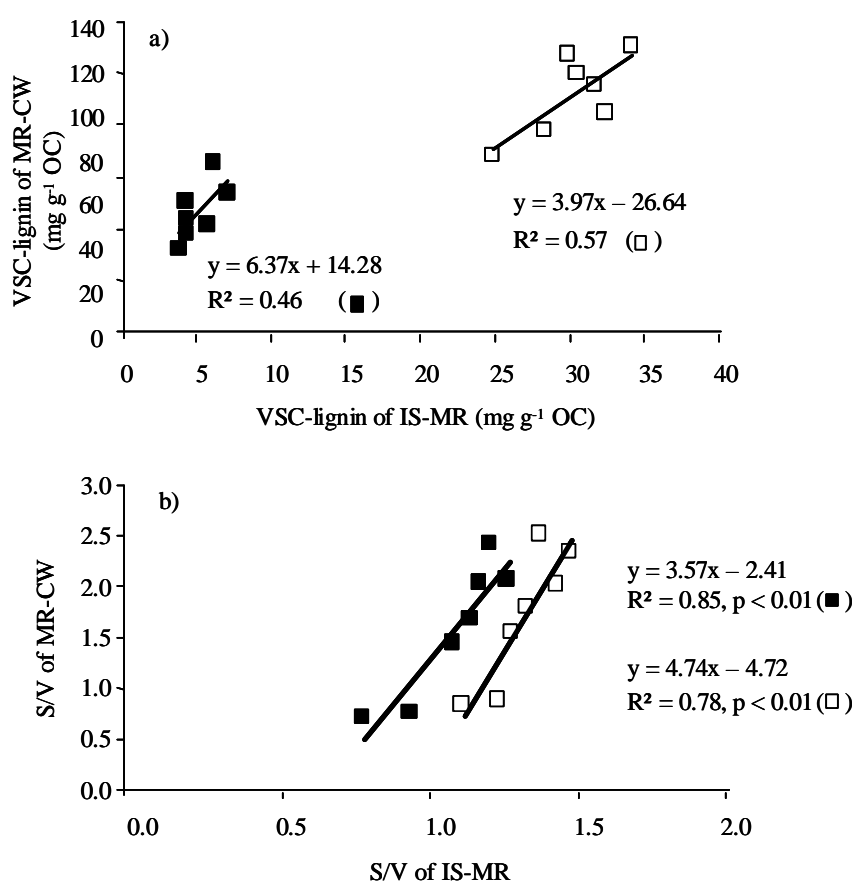 a)
140
120
100
80
60
40
20
0
VSC-lignin of MR-CW
(mg g⁻¹ OC)
y = 3.97x – 26.64
R² = 0.57 (□)
y = 6.37x + 14.28
R² = 0.46 (■)
0 5 10 15 20 25 30 35 40
VSC-lignin of IS-MR (mg g⁻¹ OC)
b)
3.0
2.5
2.0
1.5
1.0
0.5
0.0
S/V of MR-CW
y = 3.57x – 2.41
R² = 0.85, p < 0.01 (■)
y = 4.74x – 4.72
R² = 0.78, p < 0.01 (□)
0.0 0.5 1.0 1.5 2.0
S/V of IS-MR